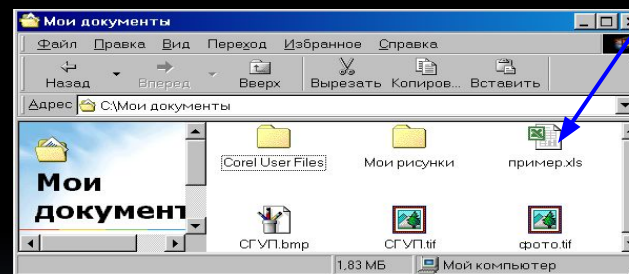 Мои документы
Файл Правка Вид Переход Избранное Справка
Назад Вперед Вверх Вырезать Копиров... Вставить
Адрес C:\Мои документы
Corel User Files Мои рисунки пример.xls
Мои
документ
СГУП.bmp СГУП.tif фото.tif
1,83 МБ Мой компьютер